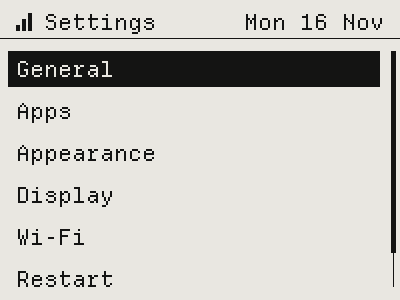 Settings Mon 16 Nov
General
Apps
Appearance
Display
Wi-Fi
Restart